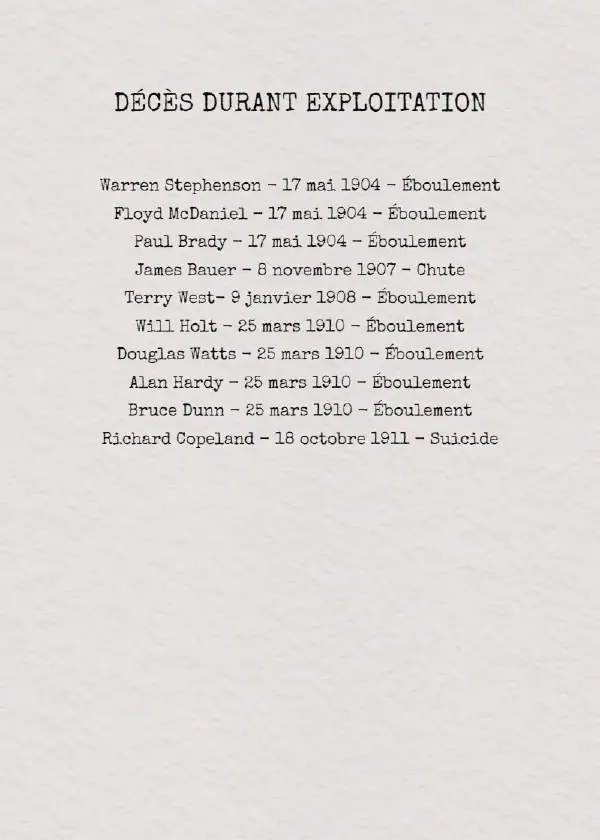 DÉCÈS DURANT EXPLOITATION
Warren Stephenson – 17 mai 1904 – Éboulement
Floyd McDaniel – 17 mai 1904 – Éboulement
Paul Brady – 17 mai 1904 – Éboulement
James Bauer – 8 novembre 1907 – Chute
Terry West– 9 janvier 1908 – Éboulement
Will Holt – 25 mars 1910 – Éboulement
Douglas Watts – 25 mars 1910 – Éboulement
Alan Hardy – 25 mars 1910 – Éboulement
Bruce Dunn – 25 mars 1910 – Éboulement
Richard Copeland – 18 octobre 1911 – Suicide